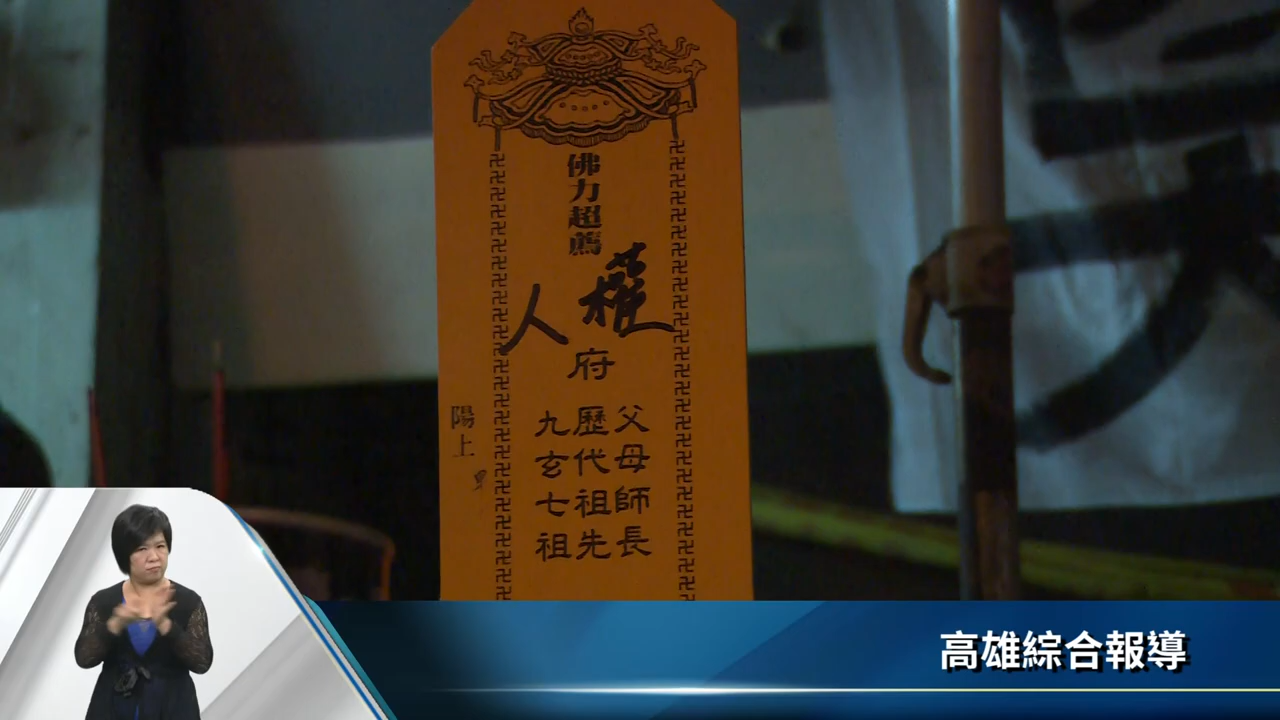 佛力超薦
人權
府
父母師長
歷代祖先
九玄七祖
陽上
高雄綜合報導